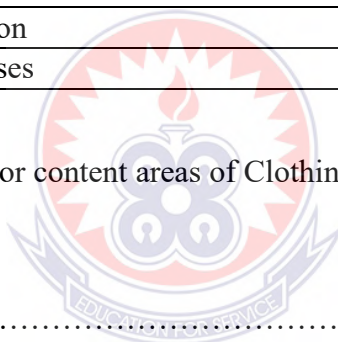 on
ses
or content areas of Clothin
EDUCATION FOR SERVICE
........................................